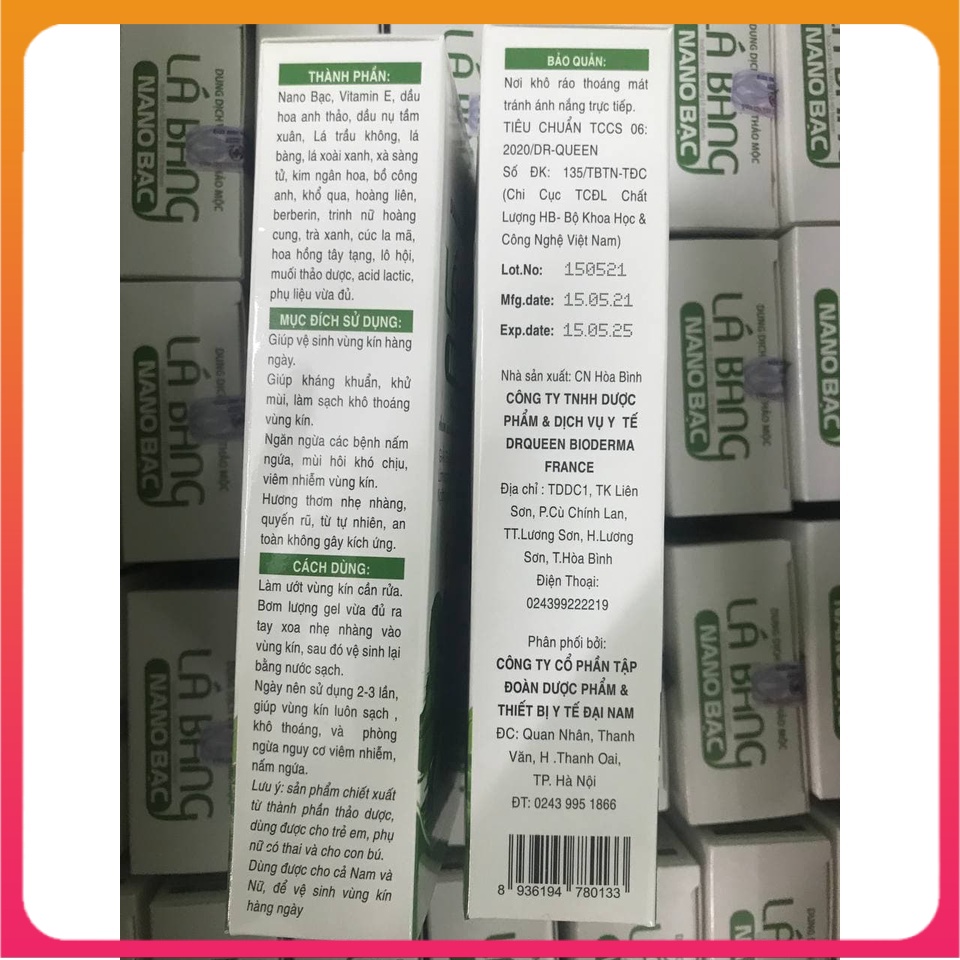 THÀNH PHẦN:
Nano Bạc, Vitamin E, dầu
hoa anh thảo, dầu nụ tầm
xuân, Lá trầu không, lá
bàng, lá xoài xanh, xà sàng
tử, kim ngân hoa, bồ công
anh, khổ qua, hoàng liên,
berberin, trinh nữ hoàng
cung, trà xanh, cúc la mã,
hoa hồng tây tạng, lô hội,
muối thảo dược, acid lactic,
phụ liệu vừa đủ.
MỤC ĐÍCH SỬ DỤNG:
Giúp vệ sinh vùng kín hàng
ngày.
Giúp kháng khuẩn, khử
mùi, làm sạch khô thoáng
vùng kín.
Ngăn ngừa các bệnh nấm
ngứa, mùi hôi khó chịu,
viêm nhiễm vùng kín.
Hương thơm nhẹ nhàng,
quyến rũ, từ tự nhiên, an
toàn không gây kích ứng.
CÁCH DÙNG:
Làm ướt vùng kín cần rửa.
Bơm lượng gel vừa đủ ra
tay xoa nhẹ nhàng vào
vùng kín, sau đó vệ sinh lại
bằng nước sạch.
Ngày nên sử dụng 2-3 lần,
giúp vùng kín luôn sạch ,
khô thoáng, và phòng
ngừa nguy cơ viêm nhiễm,
nấm ngứa.
Lưu ý: sản phẩm chiết xuất
từ thành phần thảo dược,
dùng được cho trẻ em, phụ
nữ có thai và cho con bú.
Dùng được cho cả Nam và
Nữ, để vệ sinh vùng kín
hàng ngày
BẢO QUẢN:
Nơi khô ráo thoáng mát
tránh ánh nắng trực tiếp.
TIÊU CHUẨN TCCS 06:
2020/DR-QUEEN
Số ĐK: 135/TBTN-TĐC
(Chi Cục TCĐL Chất
Lượng HB- Bộ Khoa Học &
Công Nghệ Việt Nam)
Lot.No: 150521
Mfg.date: 15.05.21
Exp.date: 15.05.25
Nhà sản xuất: CN Hòa Bình
CÔNG TY TNHH DƯỢC
PHẨM & DỊCH VỤ Y TẾ
DRQUEEN BIODERMA
FRANCE
Địa chỉ : TDDC1, TK Liên
Sơn, P.Cù Chính Lan,
TT.Lương Sơn, H.Lương
Sơn, T.Hòa Bình
Điện Thoại:
024399222219
Phân phối bởi:
CÔNG TY CỔ PHẦN TẬP
ĐOÀN DƯỢC PHẨM &
THIẾT BỊ Y TẾ ĐẠI NAM
ĐC: Quan Nhân, Thanh
Văn, H .Thanh Oai,
TP. Hà Nội
ĐT: 0243 995 1866
8 936194 780133
LÁ BANG
NANO BẠC
LÁ BANG
NANO BẠC
LÁ BANG
NANO BẠC
LÁ BANG
NANO BẠC
THẢO MỘC
NANO BẠC
LÁ BANG
NANO BẠC
NANO BẠC
LÁ BANG
NANO BẠC
THẢO MỘC
LÁ BANG